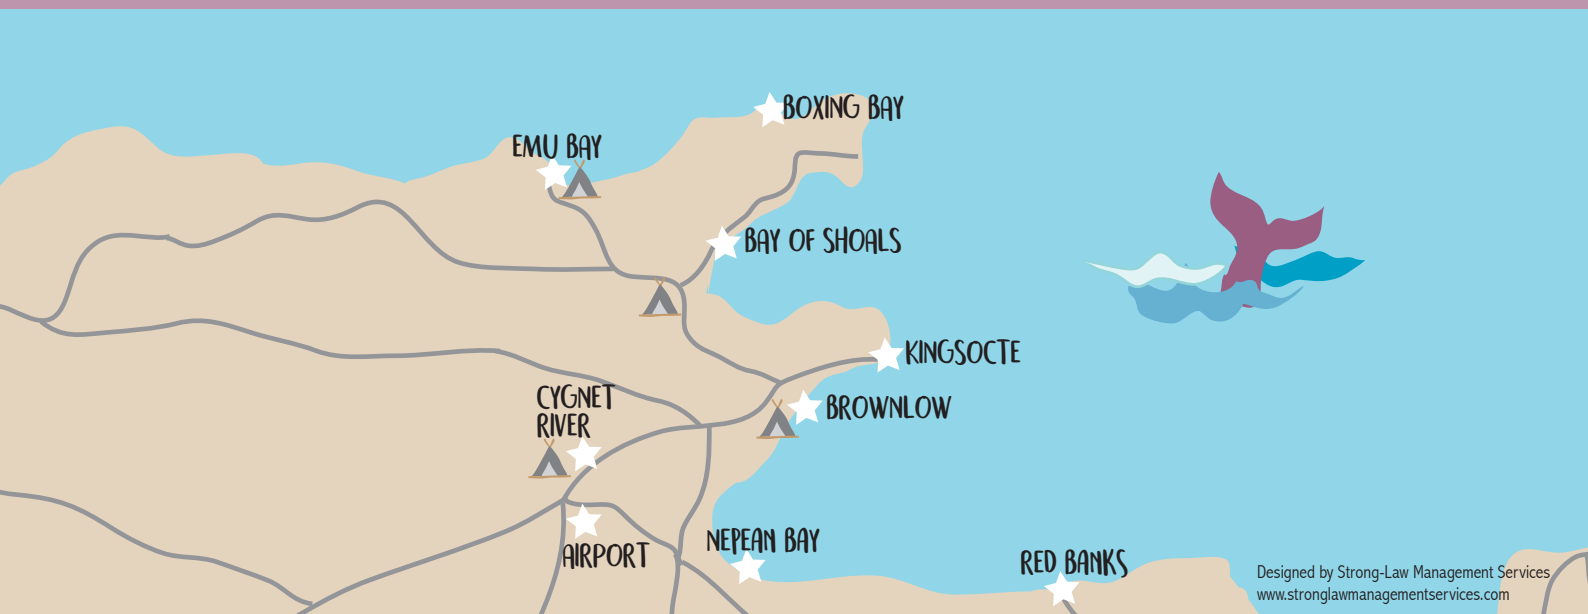 BOXING BAY
EMU BAY
BAY OF SHOALS
KINGSOCTE
CYGNET
RIVER
BROWNLOW
AIRPORT
NEPEAN BAY
RED BANKS
Designed by Strong-Law Management Services
www.stronglawmanagementservices.com